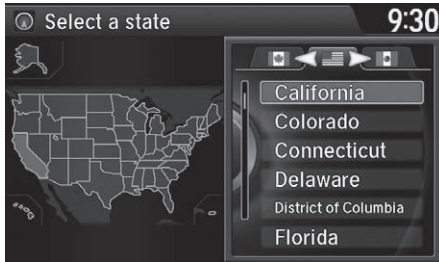 Select a state
9:30
California
Colorado
Connecticut
Delaware
District of Columbia
Florida